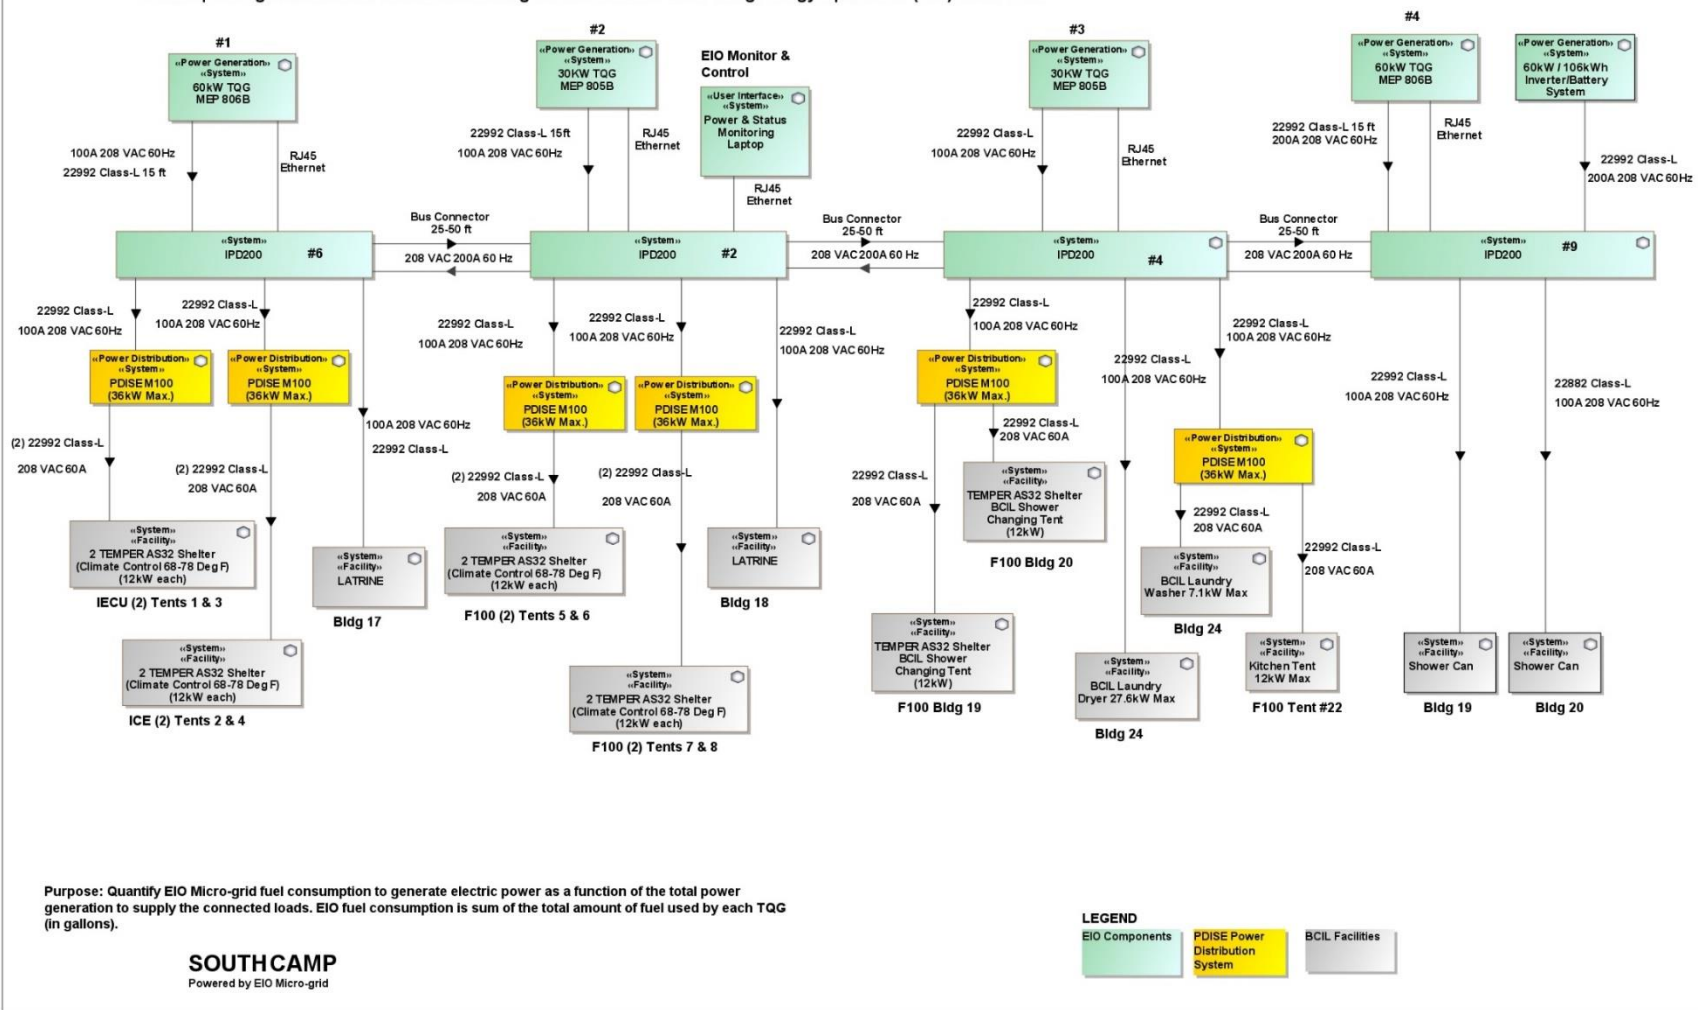 #1
#2
#3
#4
«Power Generation»
«System»
60kW TQG
MEP 806B
«Power Generation»
«System»
30KW TQG
MEP 805B
EIO Monitor &
Control
«User Interface»
«System»
Power & Status
Monitoring
Laptop
«Power Generation»
«System»
30KW TQG
MEP 805B
«Power Generation»
«System»
60kW TQG
MEP 806B
«Power Generation»
«System»
60kW / 106kWh
Inverter/Battery
System
100A 208 VAC 60Hz
22992 Class-L 15 ft
RJ45
Ethernet
22992 Class-L 15ft
100A 208 VAC 60Hz
RJ45
Ethernet
RJ45
Ethernet
22992 Class-L
100A 208 VAC 60Hz
RJ45
Ethernet
22992 Class-L 15 ft
200A 208 VAC 60Hz
RJ45
Ethernet
22992 Class-L
200A 208 VAC 60Hz
«System»
IPD200
#6
Bus Connector
25-50 ft
208 VAC 200A 60 Hz
«System»
IPD200
#2
Bus Connector
25-50 ft
208 VAC 200A 60 Hz
«System»
IPD200
#4
Bus Connector
25-50 ft
208 VAC 200A 60 Hz
«System»
IPD200
#9
22992 Class-L
100A 208 VAC 60Hz
22992 Class-L
100A 208 VAC 60Hz
22992 Class-L
100A 208 VAC 60Hz
22992 Class-L
100A 208 VAC 60Hz
22992 Class-L
100A 208 VAC 60Hz
22992 Class-L
100A 208 VAC 60Hz
22992 Class-L
100A 208 VAC 60Hz
22992 Class-L
100A 208 VAC 60Hz
22992 Class-L
100A 208 VAC 60Hz
22882 Class-L
100A 208 VAC 60Hz
«Power Distribution»
«System»
PDISE M100
(36kW Max.)
«Power Distribution»
«System»
PDISE M100
(36kW Max.)
«Power Distribution»
«System»
PDISE M100
(36kW Max.)
«Power Distribution»
«System»
PDISE M100
(36kW Max.)
«Power Distribution»
«System»
PDISE M100
(36kW Max.)
«Power Distribution»
«System»
PDISE M100
(36kW Max.)
(2) 22992 Class-L
208 VAC 60A
(2) 22992 Class-L
208 VAC 60A
100A 208 VAC 60Hz
22992 Class-L
(2) 22992 Class-L
208 VAC 60A
(2) 22992 Class-L
208 VAC 60A
22992 Class-L
208 VAC 60A
22992 Class-L
208 VAC 60A
22992 Class-L
208 VAC 60A
22992 Class-L
208 VAC 60A
«System»
«Facility»
2 TEMPER AS32 Shelter
(Climate Control 68-78 Deg F)
(12kW each)
IECU (2) Tents 1 & 3
«System»
«Facility»
2 TEMPER AS32 Shelter
(Climate Control 68-78 Deg F)
(12kW each)
ICE (2) Tents 2 & 4
«System»
«Facility»
LATRINE
Bldg 17
«System»
«Facility»
2 TEMPER AS32 Shelter
(Climate Control 68-78 Deg F)
(12kW each)
F100 (2) Tents 5 & 6
«System»
«Facility»
2 TEMPER AS32 Shelter
(Climate Control 68-78 Deg F)
(12kW each)
F100 (2) Tents 7 & 8
«System»
«Facility»
LATRINE
Bldg 18
«System»
«Facility»
TEMPER AS32 Shelter
BCIL Shower
Changing Tent
(12kW)
F100 Bldg 20
«System»
«Facility»
TEMPER AS32 Shelter
BCIL Shower
Changing Tent
(12kW)
F100 Bldg 19
«System»
«Facility»
BCIL Laundry
Dryer 27.6kW Max
Bldg 24
«System»
«Facility»
BCIL Laundry
Washer 7.1kW Max
Bldg 24
«System»
«Facility»
Kitchen Tent
12kW Max
F100 Tent #22
«System»
«Facility»
Shower Can
Bldg 19
«System»
«Facility»
Shower Can
Bldg 20
Purpose: Quantify EIO Micro-grid fuel consumption to generate electric power as a function of the total power
generation to supply the connected loads. EIO fuel consumption is sum of the total amount of fuel used by each TQG
(in gallons).
SOUTH CAMP
Powered by EIO Micro-grid
LEGEND
EIO Components
PDISE Power
Distribution
System
BCIL Facilities